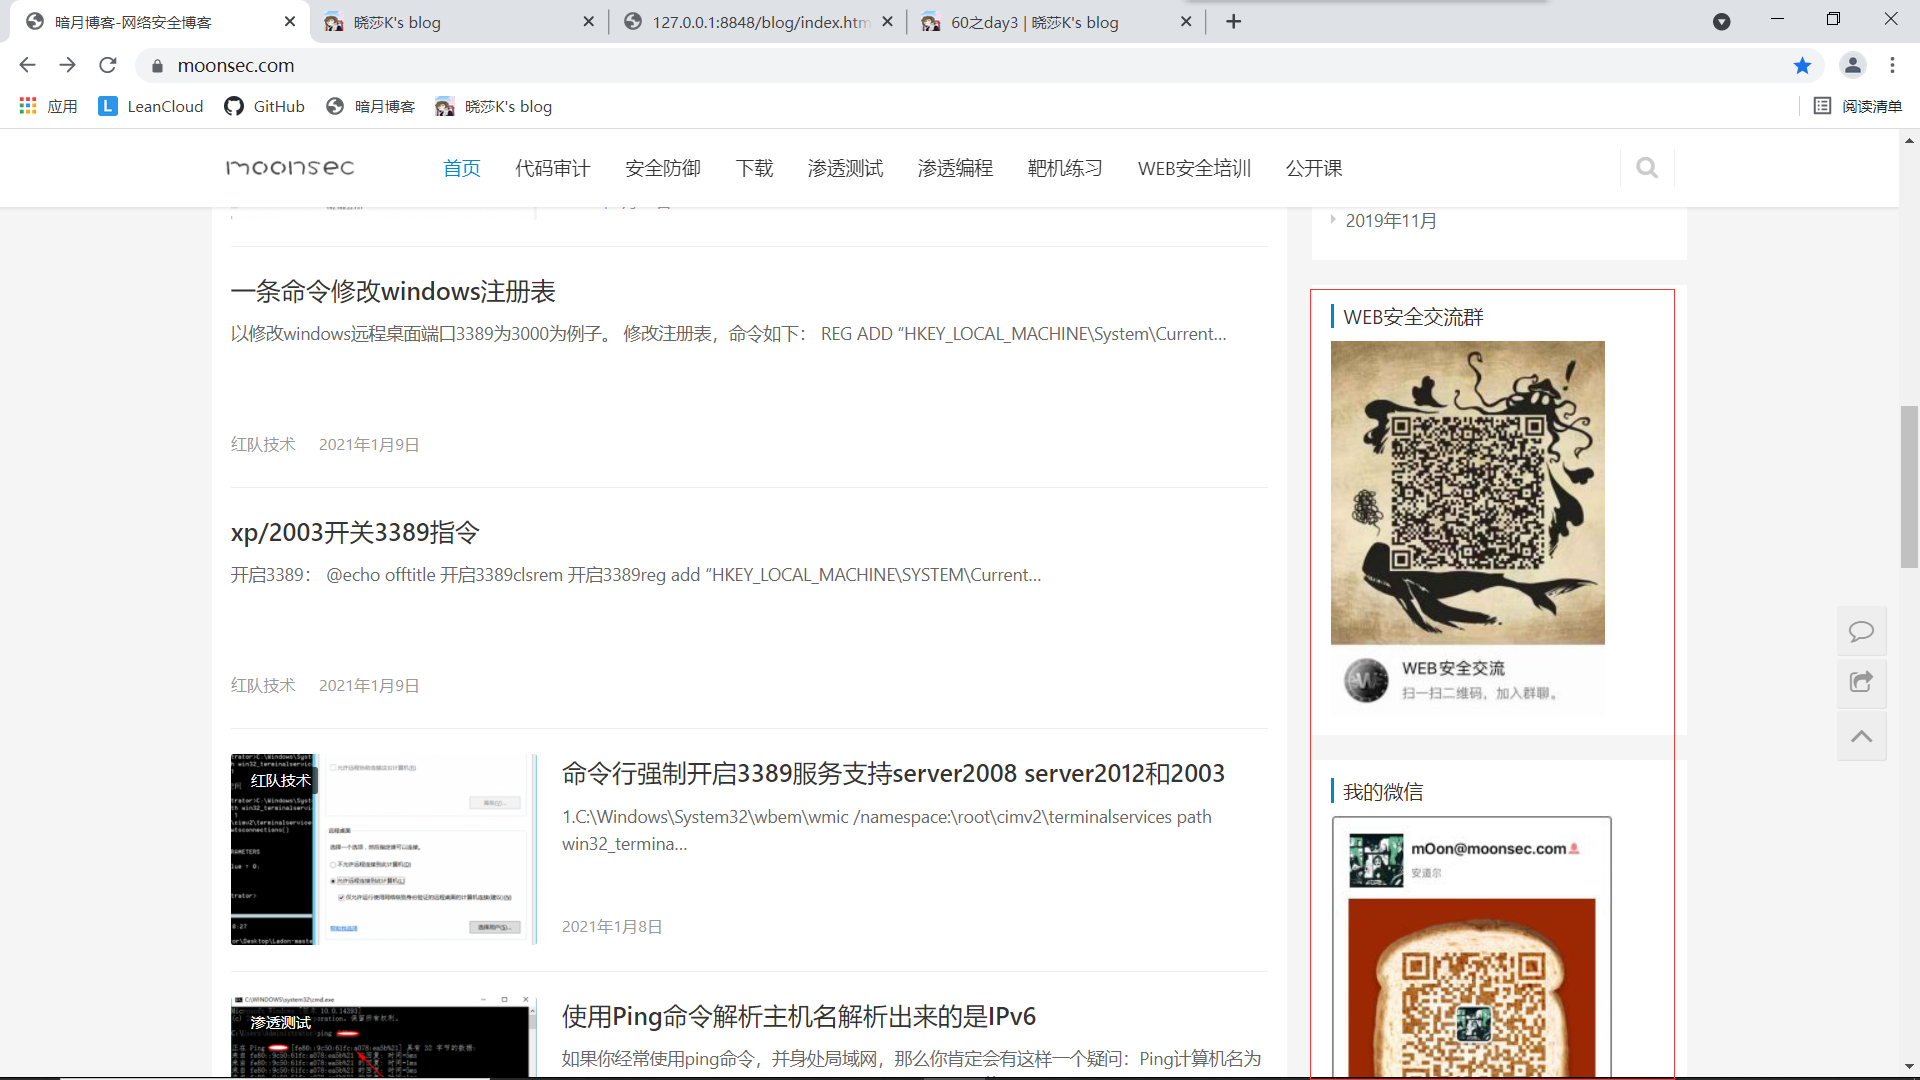 暗月博客-网络安全博客
晓莎K's blog
127.0.0.1:8848/blog/index.htm
60之day3 | 晓莎K's blog
moonsec.com
应用
LeanCloud
GitHub
暗月博客
晓莎K's blog
阅读清单
moonsec
首页
代码审计
安全防御
下载
渗透测试
渗透编程
靶机练习
WEB安全培训
公开课
一条命令修改windows注册表
以修改windows远程桌面端口3389为3000为例子。 修改注册表，命令如下： REG ADD “HKEY_LOCAL_MACHINE\System\Current...
红队技术 2021年1月9日
xp/2003开关3389指令
开启3389： @echo offtitle 开启3389clsrem 开启3389reg add “HKEY_LOCAL_MACHINE\SYSTEM\Current...
红队技术 2021年1月9日
红队技术
命令行强制开启3389服务支持server2008 server2012和2003
1.C:\Windows\System32\wbem\wmic /namespace:\root\cimv2\terminalservices path
win32_termina...
2021年1月8日
C:\WINDOWS\system32\cmd.exe
渗透测试
使用Ping命令解析主机名解析出来的是IPv6
如果你经常使用ping命令，并身处局域网，那么你肯定会有这样一个疑问：Ping计算机名为
2019年11月
WEB安全交流群
WEB安全交流
扫一扫二维码，加入群聊。
我的微信
mOon@moonsec.com
安道尔